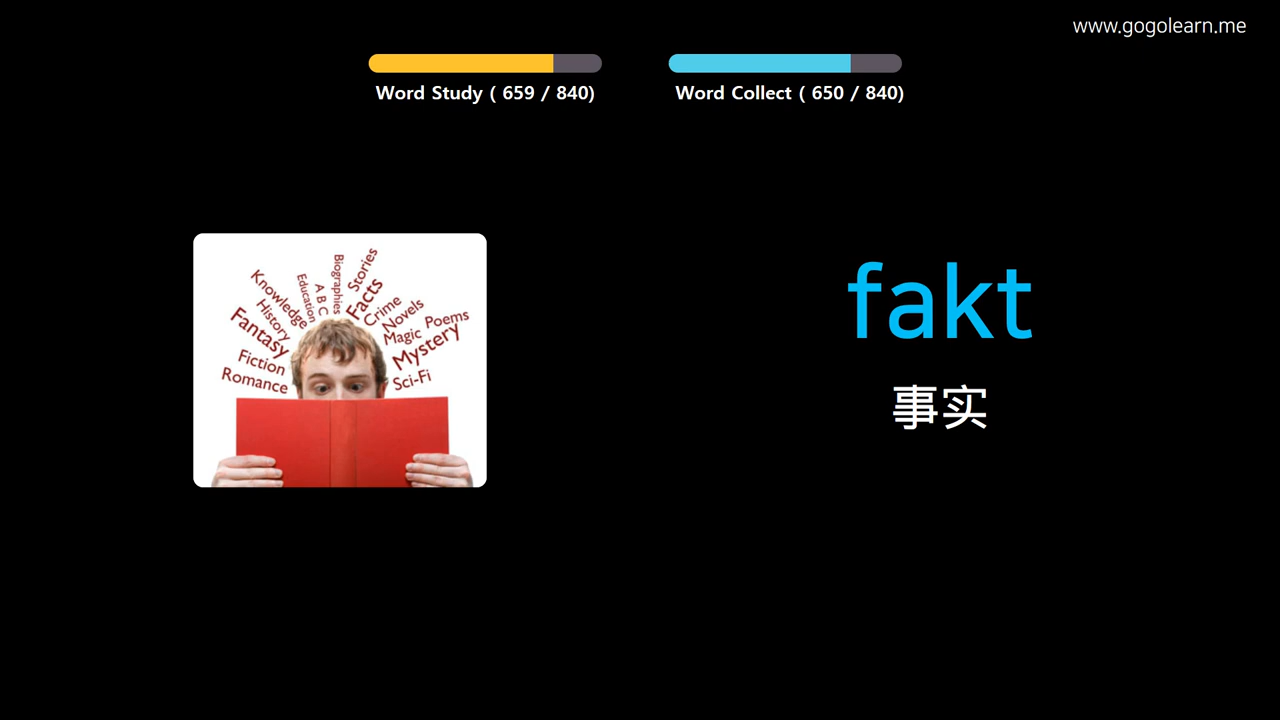 www.gogolearn.me
Word Study ( 659 / 840)
Word Collect ( 650 / 840)
Knowledge
History
Fantasy
Fiction
Romance
Education
A B C
Biographies
Stories
Facts
Crime
Novels
Magic
Poems
Mystery
Sci-Fi
fakt
事实